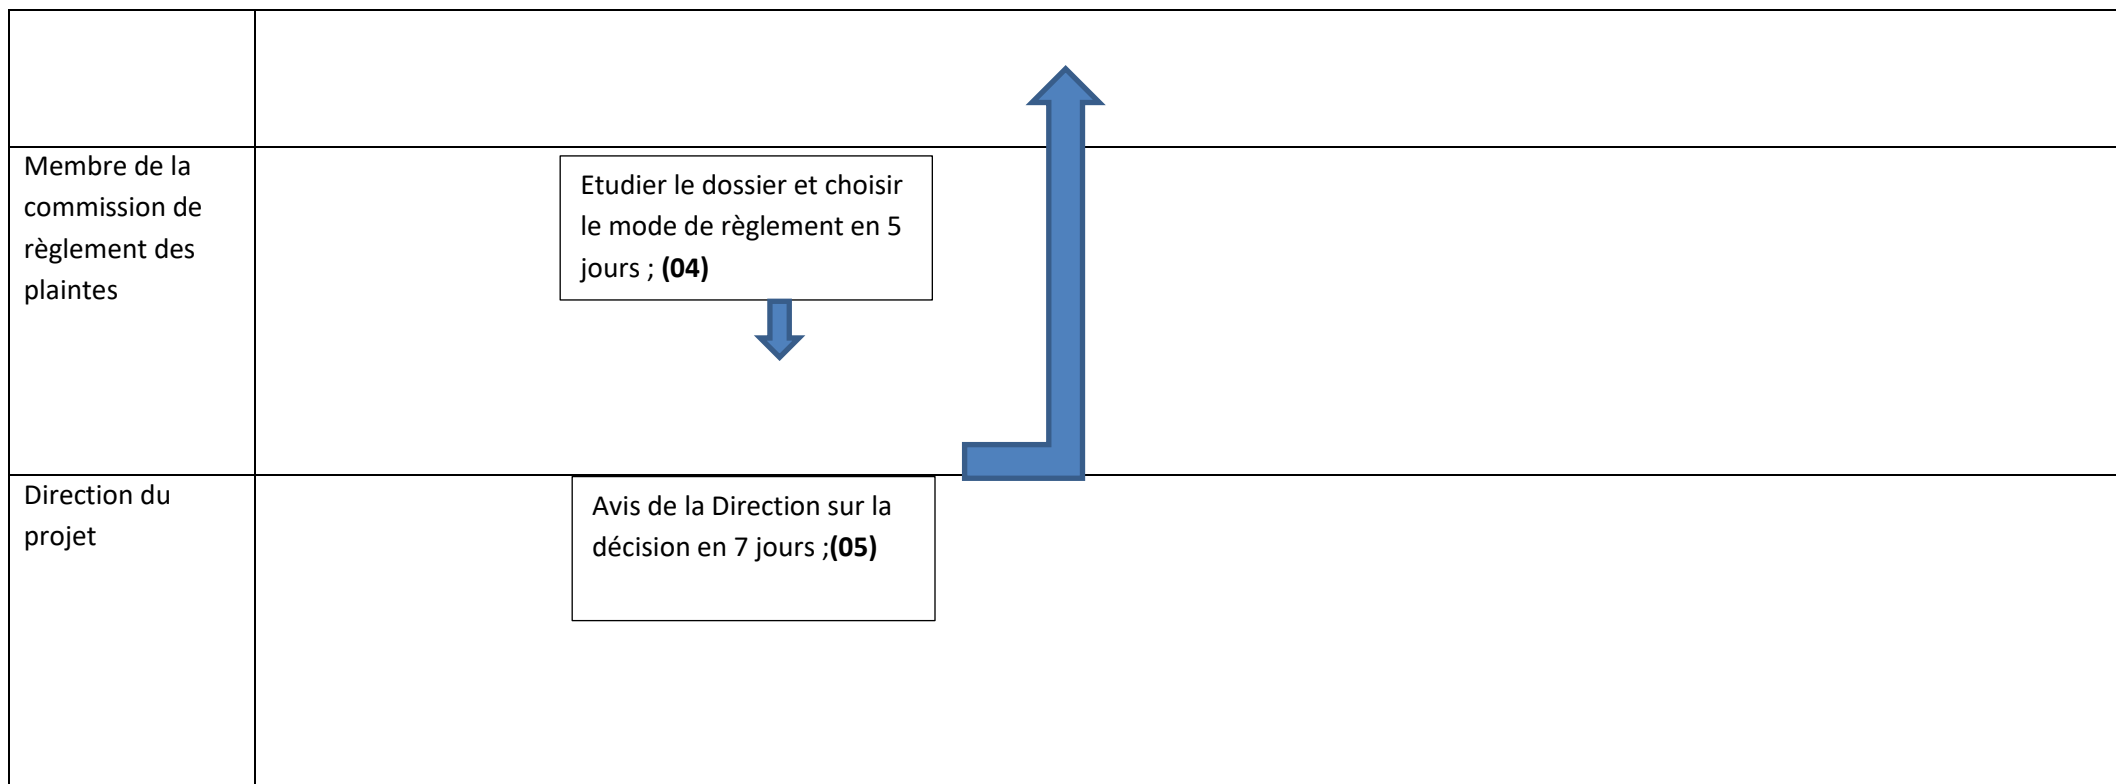 Membre de la
commission de
règlement des
plaintes
Etudier le dossier et choisir
le mode de règlement en 5
jours ; (04)
Direction du
projet
Avis de la Direction sur la
décision en 7 jours ;(05)